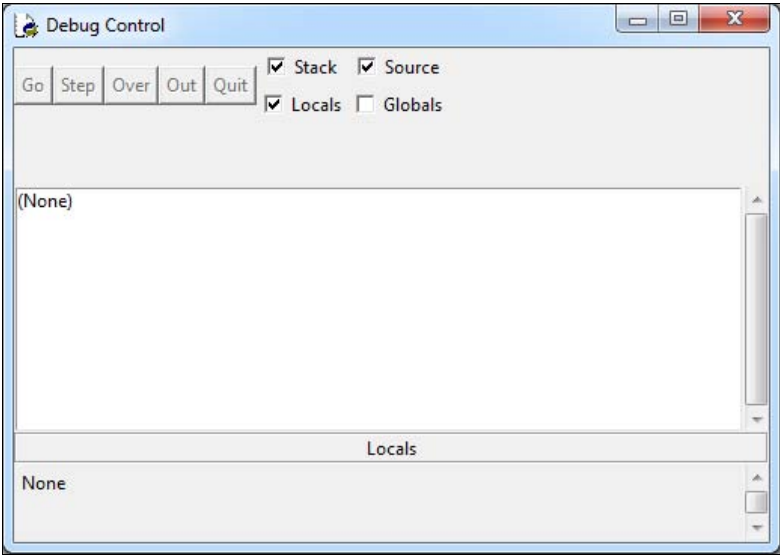 Debug Control
Go Step Over Out Quit
Stack Source
Locals Globals
(None)
Locals
None